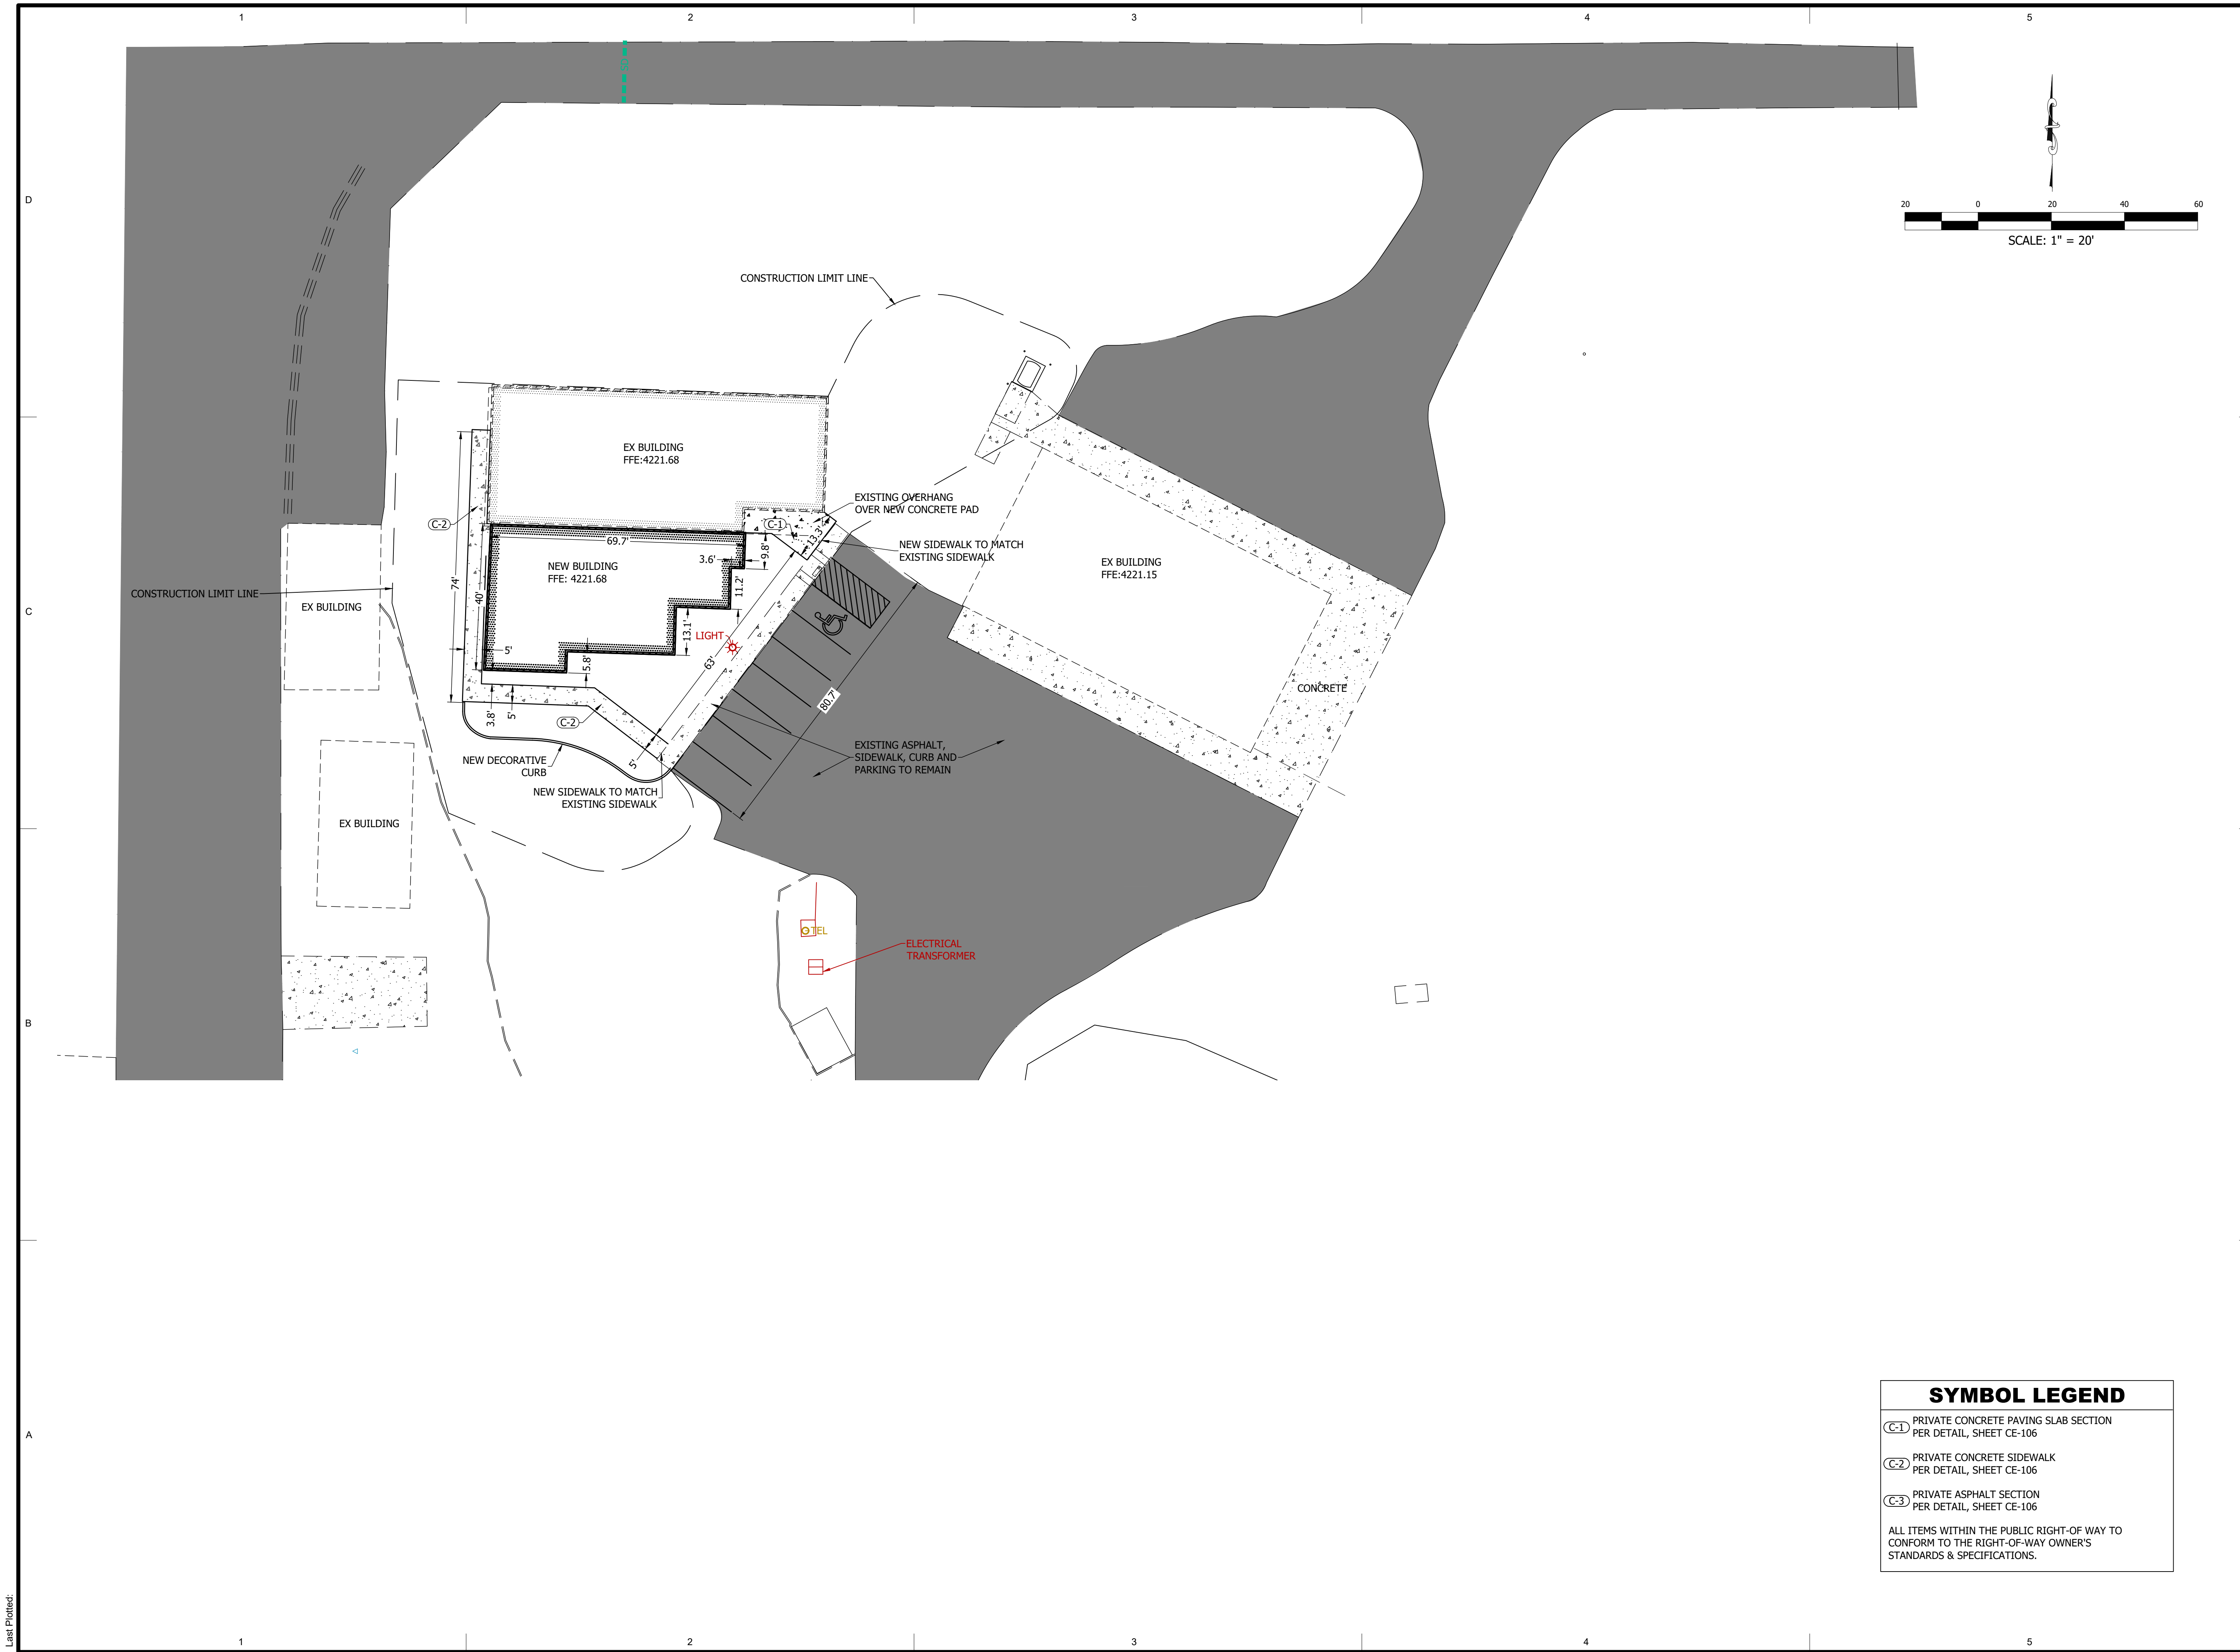 1 2 3 4 5
D
20 0 20 40 60
SCALE: 1" = 20'
CONSTRUCTION LIMIT LINE
EX BUILDING
FFE:4221.68
EXISTING OVERHANG
OVER NEW CONCRETE PAD
C-2
C-1
13.3'
69.7'
9.8'
3.6'
NEW SIDEWALK TO MATCH
EXISTING SIDEWALK
NEW BUILDING
FFE: 4221.68
EX BUILDING
FFE:4221.15
11.2'
74'
40'
CONSTRUCTION LIMIT LINE
EX BUILDING
C
LIGHT
13.1'
5'
5.8'
63'
80.7'
CONCRETE
3.8'
5'
C-2
5'
EXISTING ASPHALT,
SIDEWALK, CURB AND
PARKING TO REMAIN
NEW DECORATIVE
CURB
NEW SIDEWALK TO MATCH
EXISTING SIDEWALK
EX BUILDING
TEL
ELECTRICAL
TRANSFORMER
B
A
SYMBOL LEGEND
C-1 PRIVATE CONCRETE PAVING SLAB SECTION
PER DETAIL, SHEET CE-106
C-2 PRIVATE CONCRETE SIDEWALK
PER DETAIL, SHEET CE-106
C-3 PRIVATE ASPHALT SECTION
PER DETAIL, SHEET CE-106
ALL ITEMS WITHIN THE PUBLIC RIGHT-OF WAY TO
CONFORM TO THE RIGHT-OF-WAY OWNER'S
STANDARDS & SPECIFICATIONS.
Last Plotted:
1 2 3 4 5